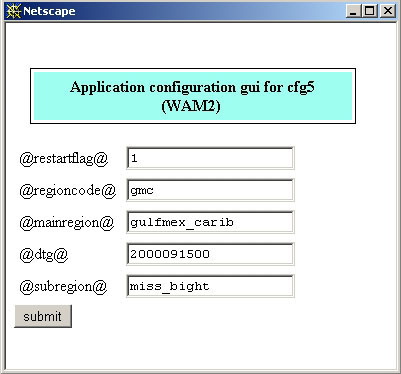 Netscape
Application configuration gui for cfg5
(WAM2)
@restartflag@ 1
@regioncode@ gmc
@mainregion@ gulfmex_carib
@dtg@ 2000091500
@subregion@ miss_bight
submit